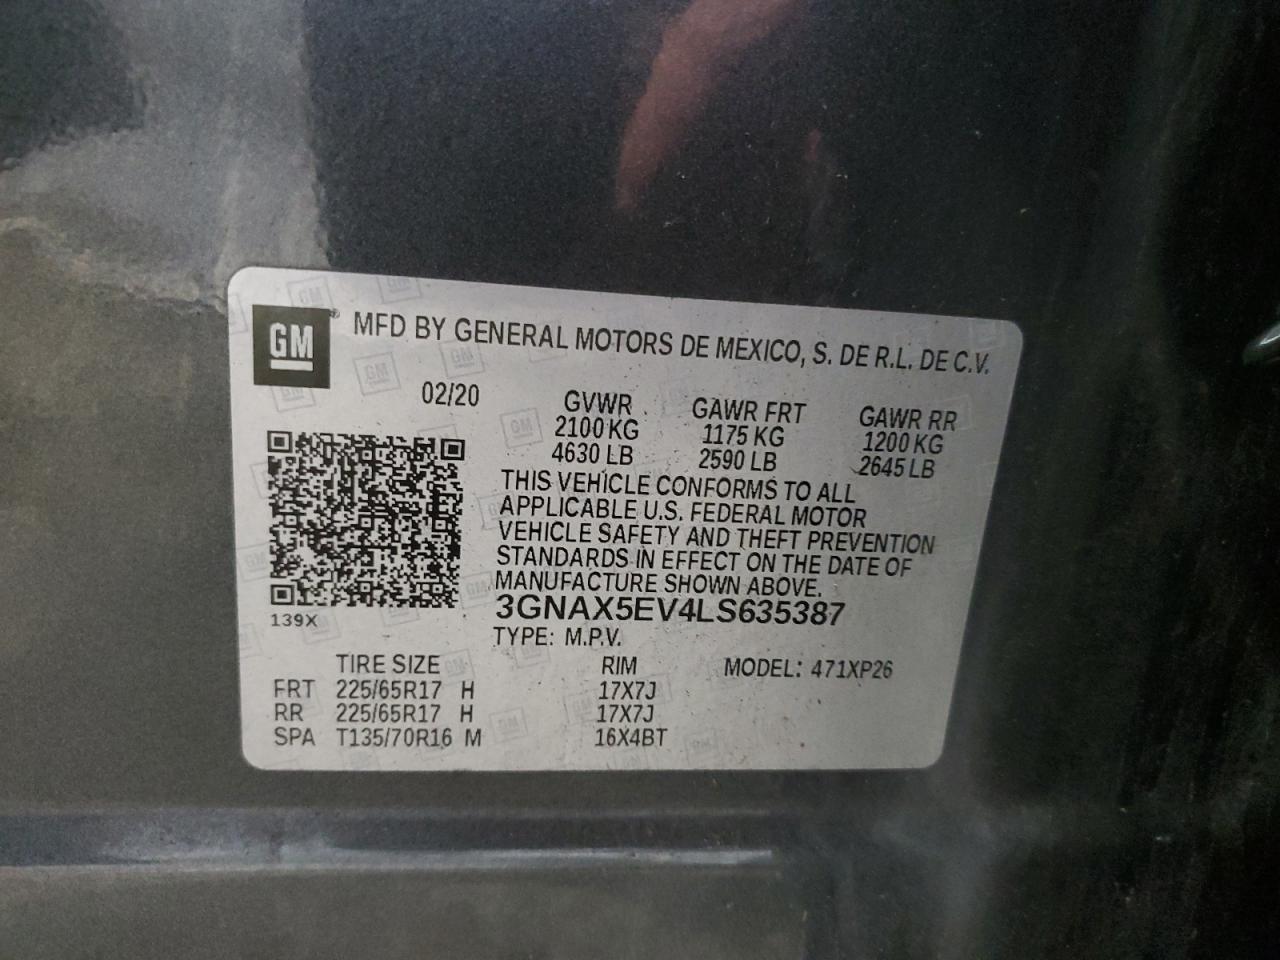 GM® MFD BY GENERAL MOTORS DE MEXICO, S. DE R.L. DE C.V.
02/20 GVWR GAWR FRT GAWR RR
2100 KG 1175 KG 1200 KG
4630 LB 2590 LB 2645 LB
THIS VEHICLE CONFORMS TO ALL
APPLICABLE U.S. FEDERAL MOTOR
VEHICLE SAFETY AND THEFT PREVENTION
STANDARDS IN EFFECT ON THE DATE OF
MANUFACTURE SHOWN ABOVE.
3GNAX5EV4LS635387
139X
TYPE: M.P.V.
TIRE SIZE RIM MODEL: 471XP26
FRT 225/65R17 H 17X7J
RR 225/65R17 H 17X7J
SPA T135/70R16 M 16X4BT